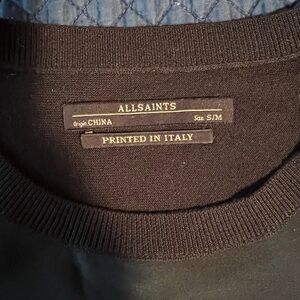 ALLSAINTS
Origin CHINA Size S/M
PRINTED IN ITALY